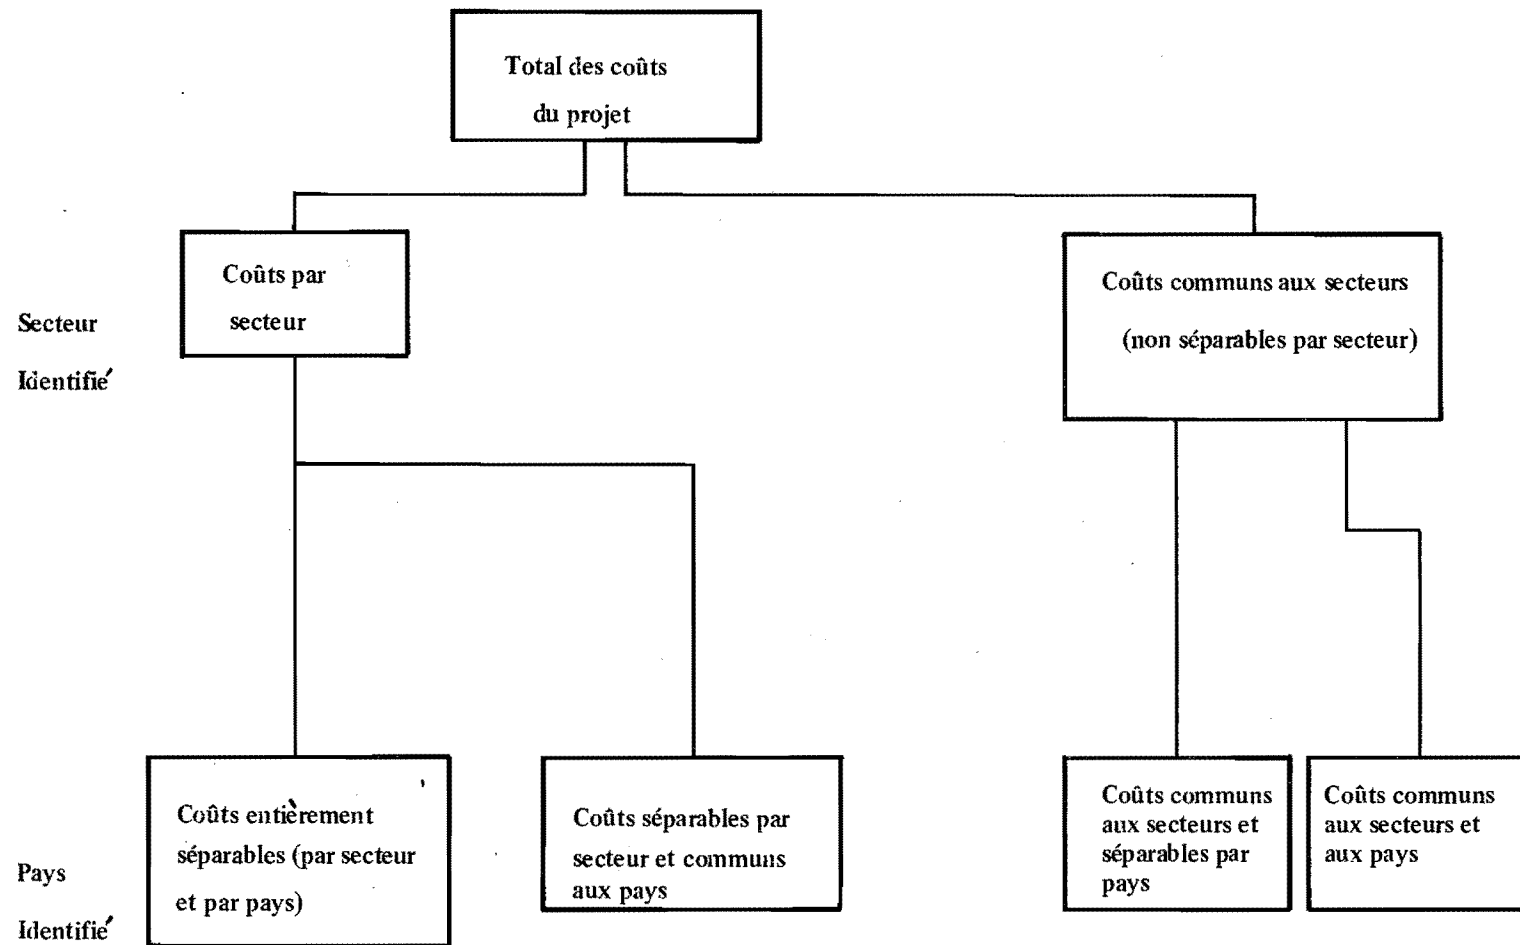 Total des coûts
du projet
Coûts par
secteur
Coûts communs aux secteurs
(non séparables par secteur)
Secteur
Identifié
Coûts entièrement
séparables (par secteur
et par pays)
Coûts séparables par
secteur et communs
aux pays
Coûts communs
aux secteurs et
séparables par
pays
Coûts communs
aux secteurs et
aux pays
Pays
Identifié